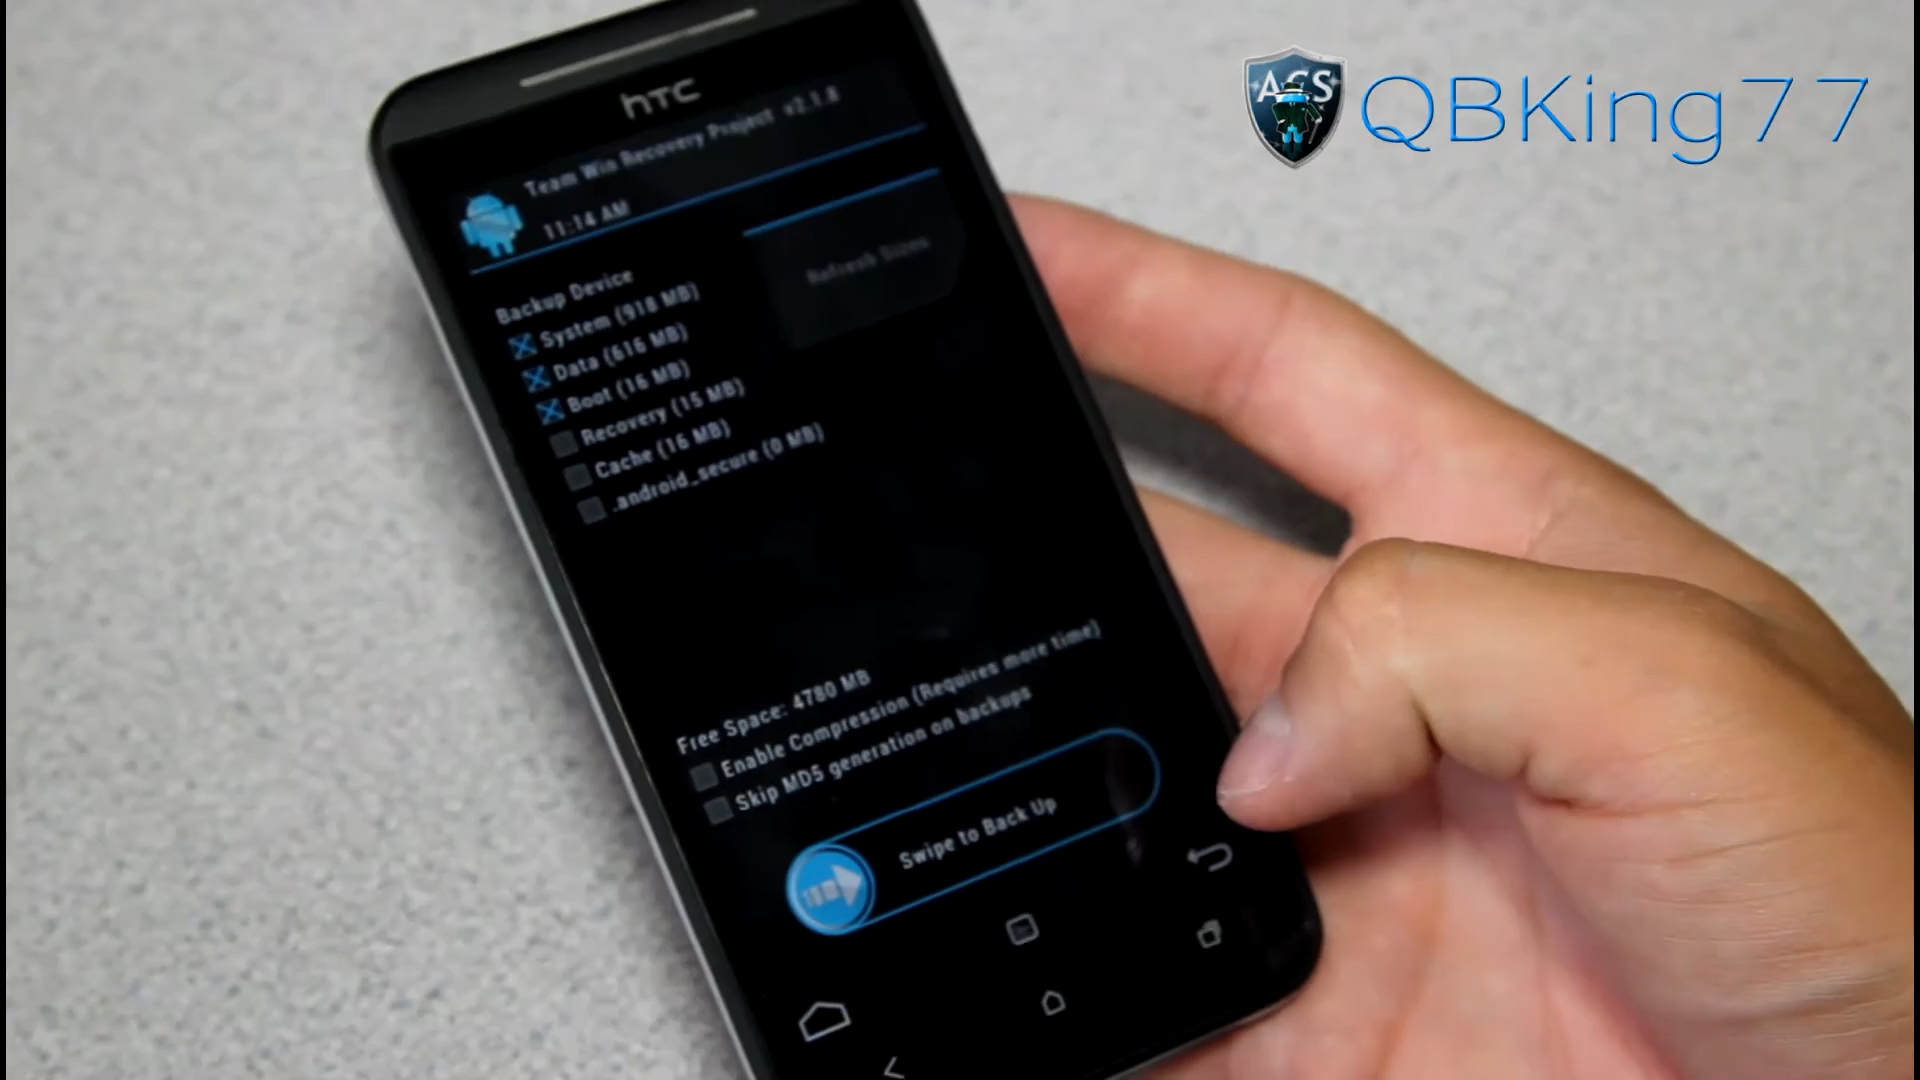 ACS QBKing77
hTC
Team Win Recovery Project v2.1.8
11:14 AM
Backup Device
Refresh Sizes
System (918 MB)
Data (616 MB)
Boot (16 MB)
Recovery (15 MB)
Cache (16 MB)
.android_secure (0 MB)
Free Space: 4780 MB
Enable Compression (Requires more time)
Skip MD5 generation on backups
Swipe to Back Up